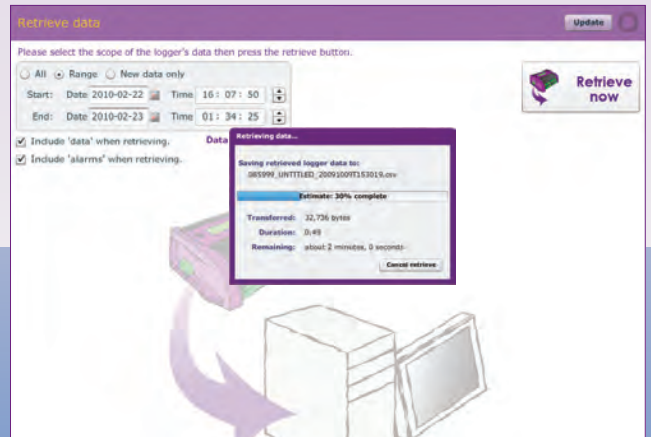 Retrieve data
Update
Please select the scope of the logger's data then press the retrieve button.
All Range New data only
Start: Date 2010-02-22 Time 16: 07: 50
End: Date 2010-02-23 Time 01: 34: 25
Retrieve
now
Include 'data' when retrieving.
Data
Include 'alarms' when retrieving.
Retrieving data...
Saving retrieved logger data to:
085999_UNTITLED_20091009T153019.csv
Estimate: 30% complete
Transferred: 32,736 bytes
Duration: 0:49
Remaining: about 2 minutes, 0 seconds
Cancel retrieve